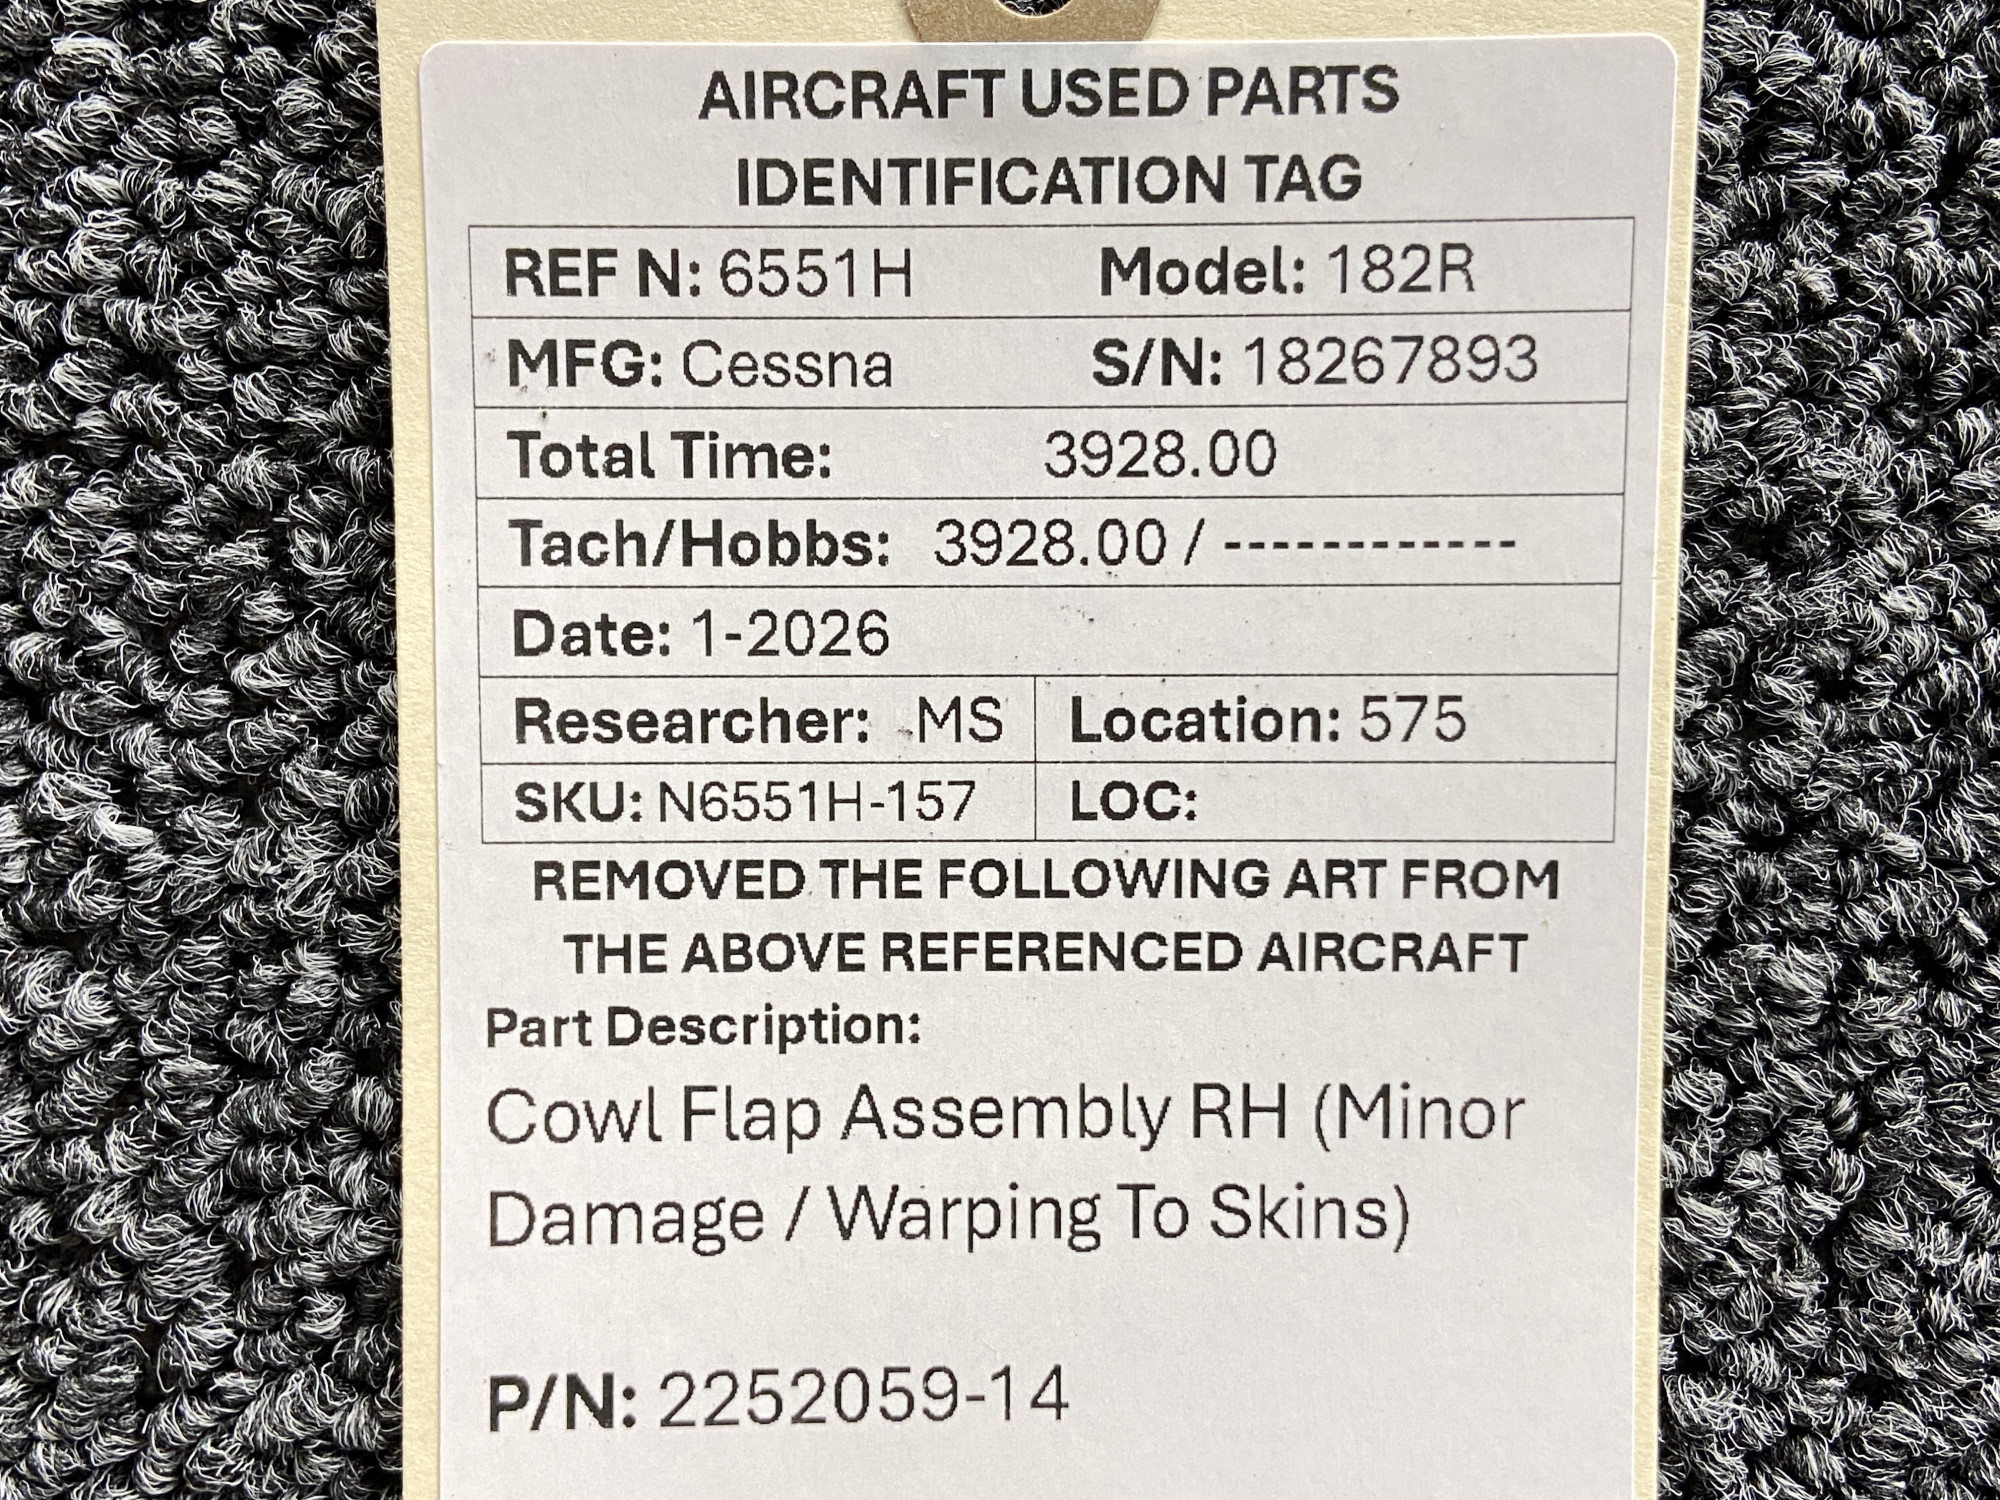 AIRCRAFT USED PARTS
IDENTIFICATION TAG
REF N: 6551H Model: 182R
MFG: Cessna S/N: 18267893
Total Time: 3928.00
Tach/Hobbs: 3928.00 / ------------
Date: 1-2026
Researcher: MS Location: 575
SKU: N6551H-157 LOC:
REMOVED THE FOLLOWING ART FROM
THE ABOVE REFERENCED AIRCRAFT
Part Description:
Cowl Flap Assembly RH (Minor
Damage / Warping To Skins)
P/N: 2252059-14